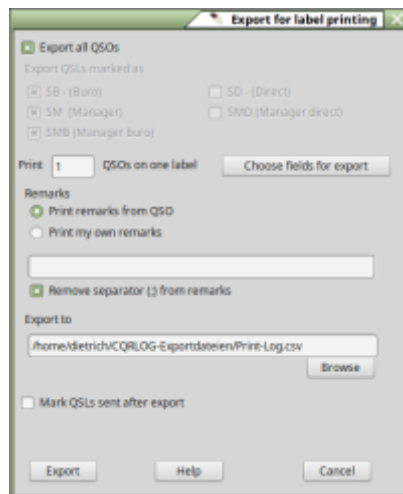 Export for label printing
Export all QSOs
Export QSLs marked as
SB - (Buro)
SD - (Direct)
SM - (Manager)
SMD (Manager direct)
SMB (Manager buro)
Print 1 QSOs on one label Choose fields for export
Remarks
Print remarks from QSO
Print my own remarks
Remove separator (;) from remarks
Export to
/home/dietrich/CQRLOG-Exportdateien/Print-Log.csv
Browse
Mark QSLs sent after export
Export Help Cancel